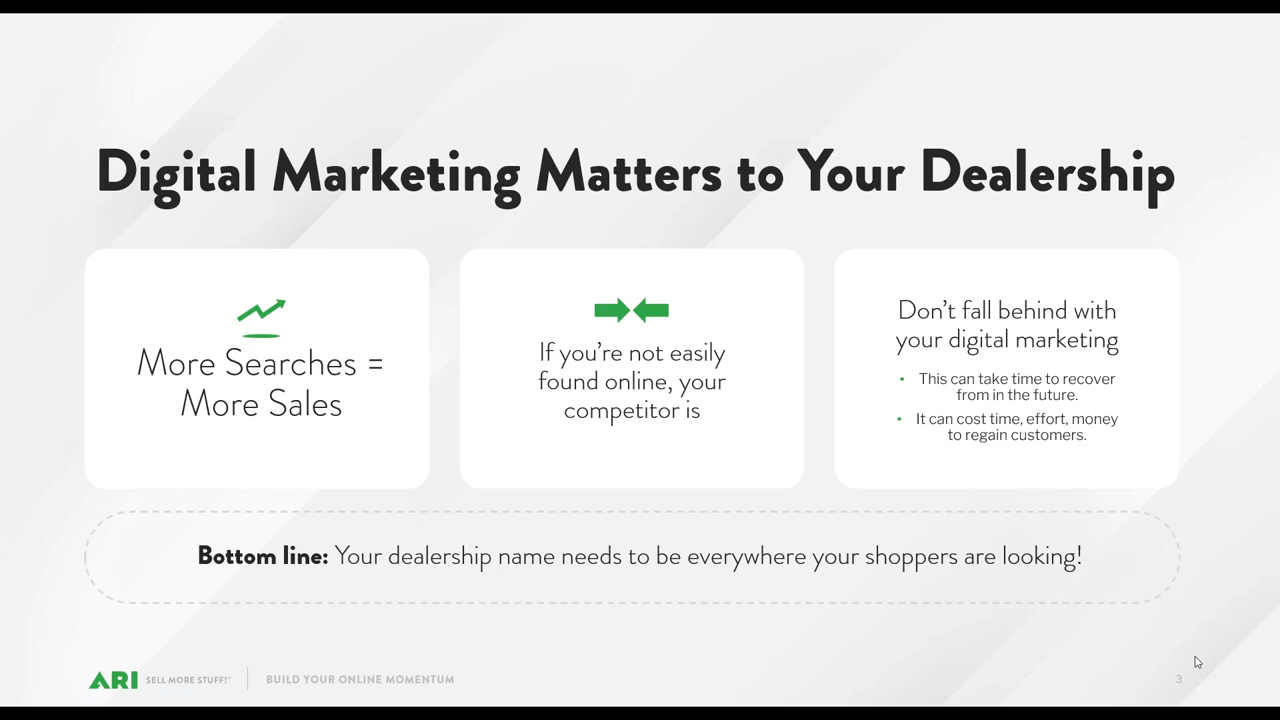 Digital Marketing Matters to Your Dealership
More Searches =
More Sales
If you're not easily
found online, your
competitor is
Don't fall behind with
your digital marketing
• This can take time to recover
from in the future.
• It can cost time, effort, money
to regain customers.
Bottom line: Your dealership name needs to be everywhere your shoppers are looking!
ARI SELL MORE STUFF!™ BUILD YOUR ONLINE MOMENTUM
3